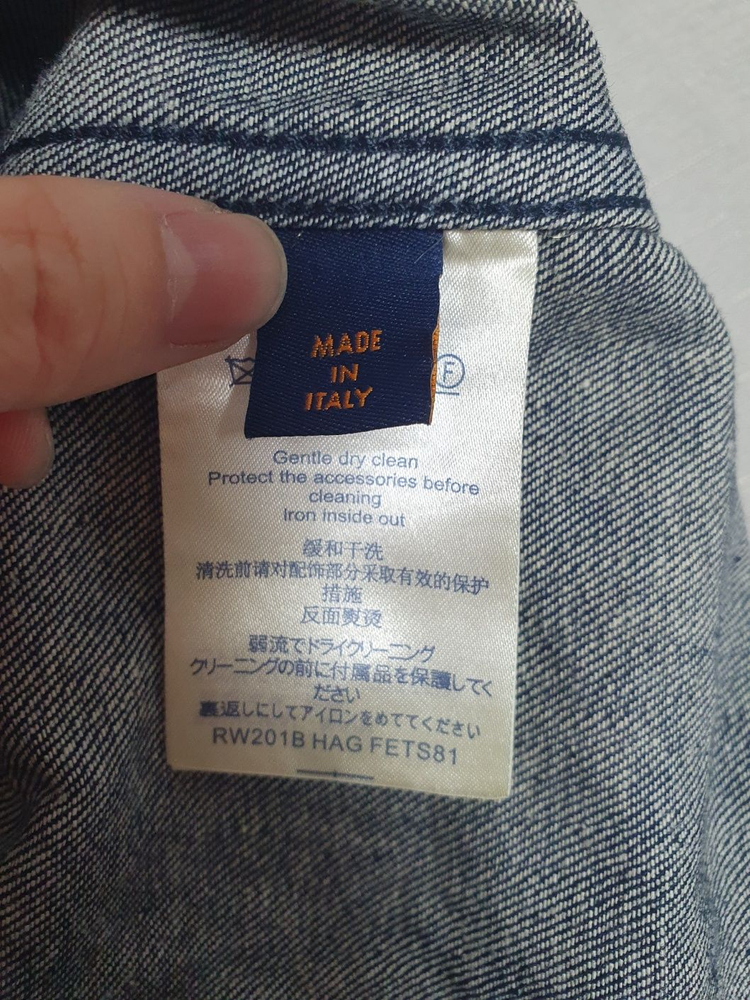 MADE
IN
ITALY
F
Gentle dry clean
Protect the accessories before
cleaning
Iron inside out
缓和干洗
清洗前请对配饰部分采取有效的保护
措施
反面熨烫
弱流でドライクリーニング
クリーニングの前に付属品を保護してく
ださい
裏返しにしてアイロンをめててください
RW201B HAG FETS81